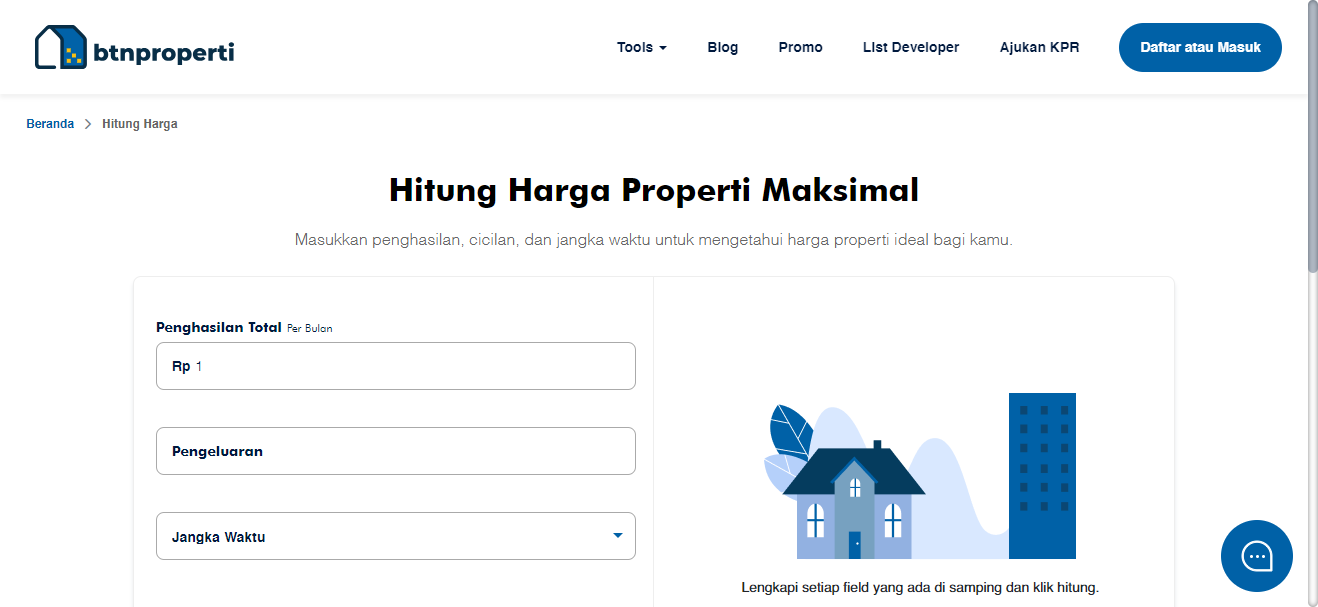 btnproperti
Tools
Blog
Promo
List Developer
Ajukan KPR
Daftar atau Masuk
Beranda
Hitung Harga
Hitung Harga Properti Maksimal
Masukkan penghasilan, cicilan, dan jangka waktu untuk mengetahui harga properti ideal bagi kamu.
Penghasilan Total Per Bulan
Rp 1
Pengeluaran
Jangka Waktu
Lengkapi setiap field yang ada di samping dan klik hitung.